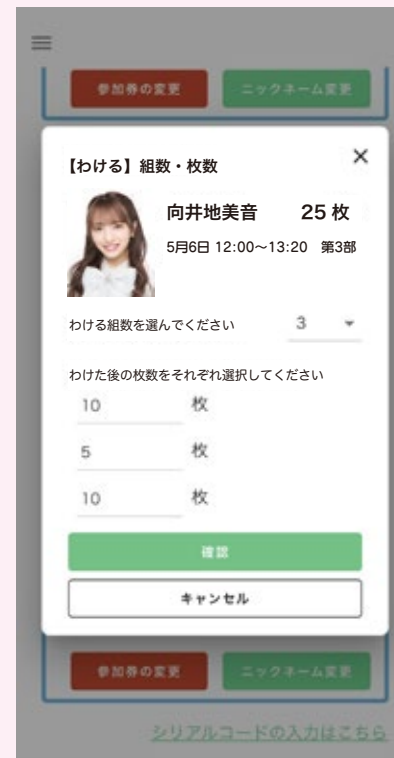 参加券の変更 ニックネーム変更
【わける】組数・枚数 ×
向井地美音 25 枚
5月6日 12:00〜13:20 第3部
わける組数を選んでください 3
わけた後の枚数をそれぞれ選択してください
10 枚
5 枚
10 枚
確認
キャンセル
参加券の変更 ニックネーム変更
シリアルコードの入力はこちら